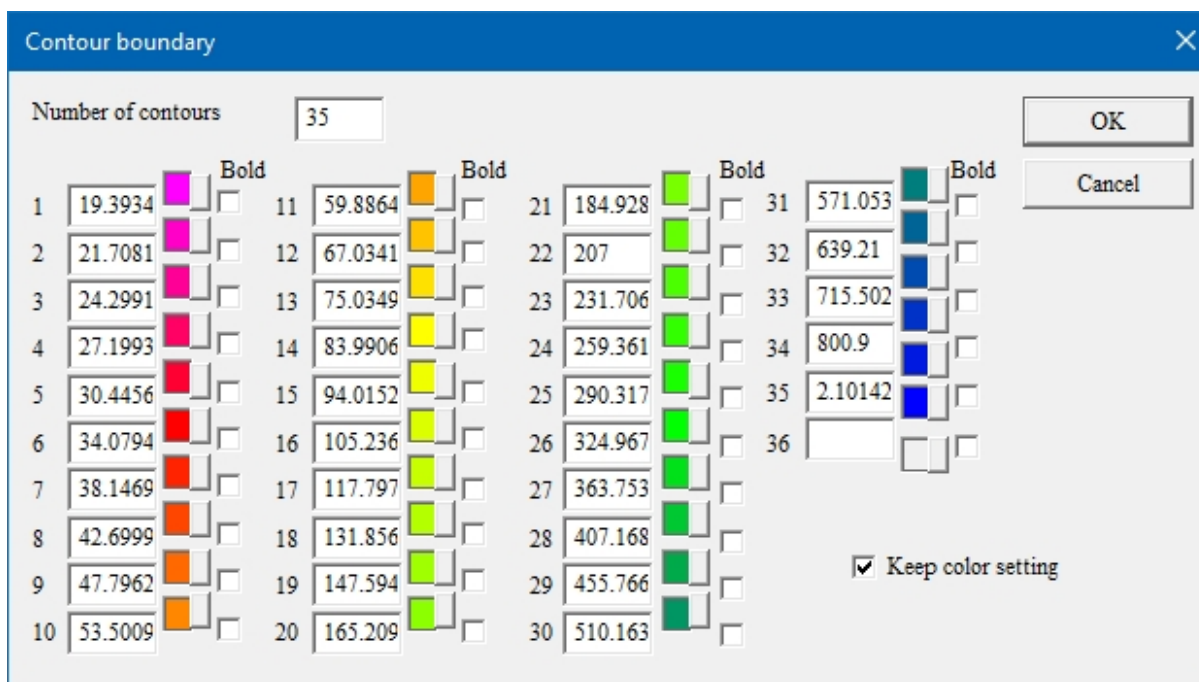 Contour boundary
Number of contours 35 OK
Bold Bold Bold Bold Cancel
1 19.3934 11 59.8864 21 184.928 31 571.053
2 21.7081 12 67.0341 22 207 32 639.21
3 24.2991 13 75.0349 23 231.706 33 715.502
4 27.1993 14 83.9906 24 259.361 34 800.9
5 30.4456 15 94.0152 25 290.317 35 2.10142
6 34.0794 16 105.236 26 324.967 36
7 38.1469 17 117.797 27 363.753
8 42.6999 18 131.856 28 407.168
9 47.7962 19 147.594 29 455.766 Keep color setting
10 53.5009 20 165.209 30 510.163